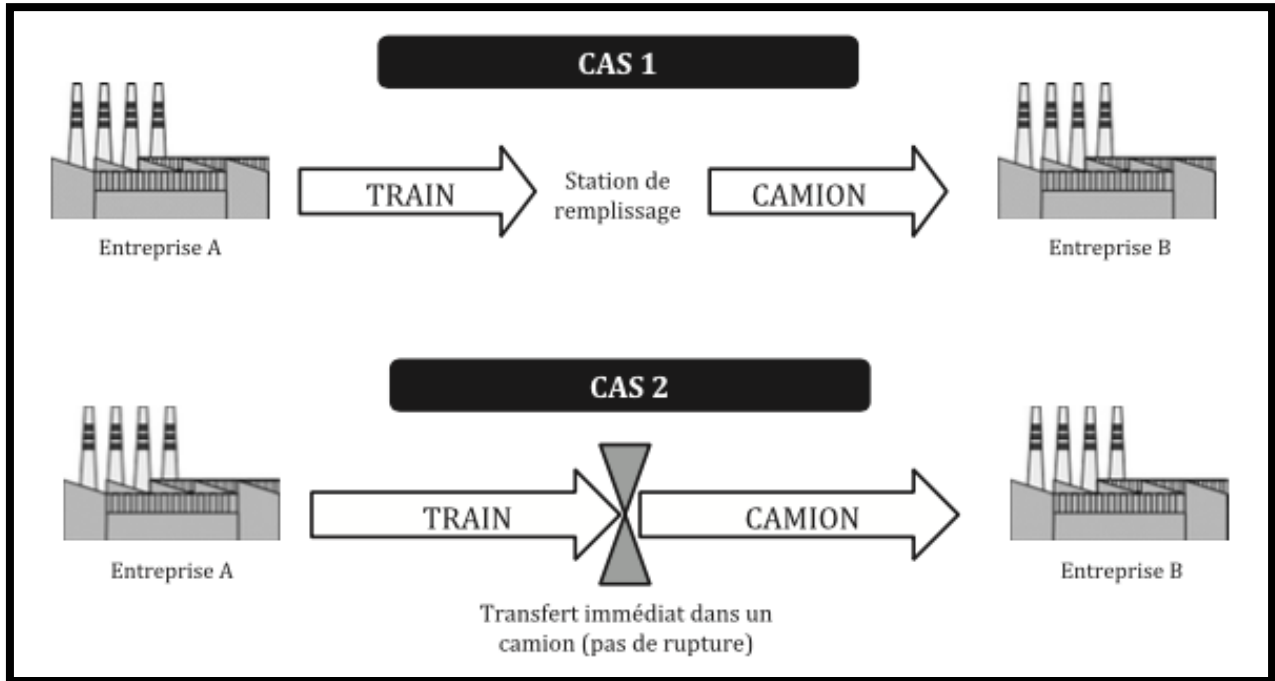 CAS 1
TRAIN
Station de
remplissage
CAMION
Entreprise A
Entreprise B
CAS 2
TRAIN
CAMION
Entreprise A
Entreprise B
Transfert immédiat dans un
camion (pas de rupture)